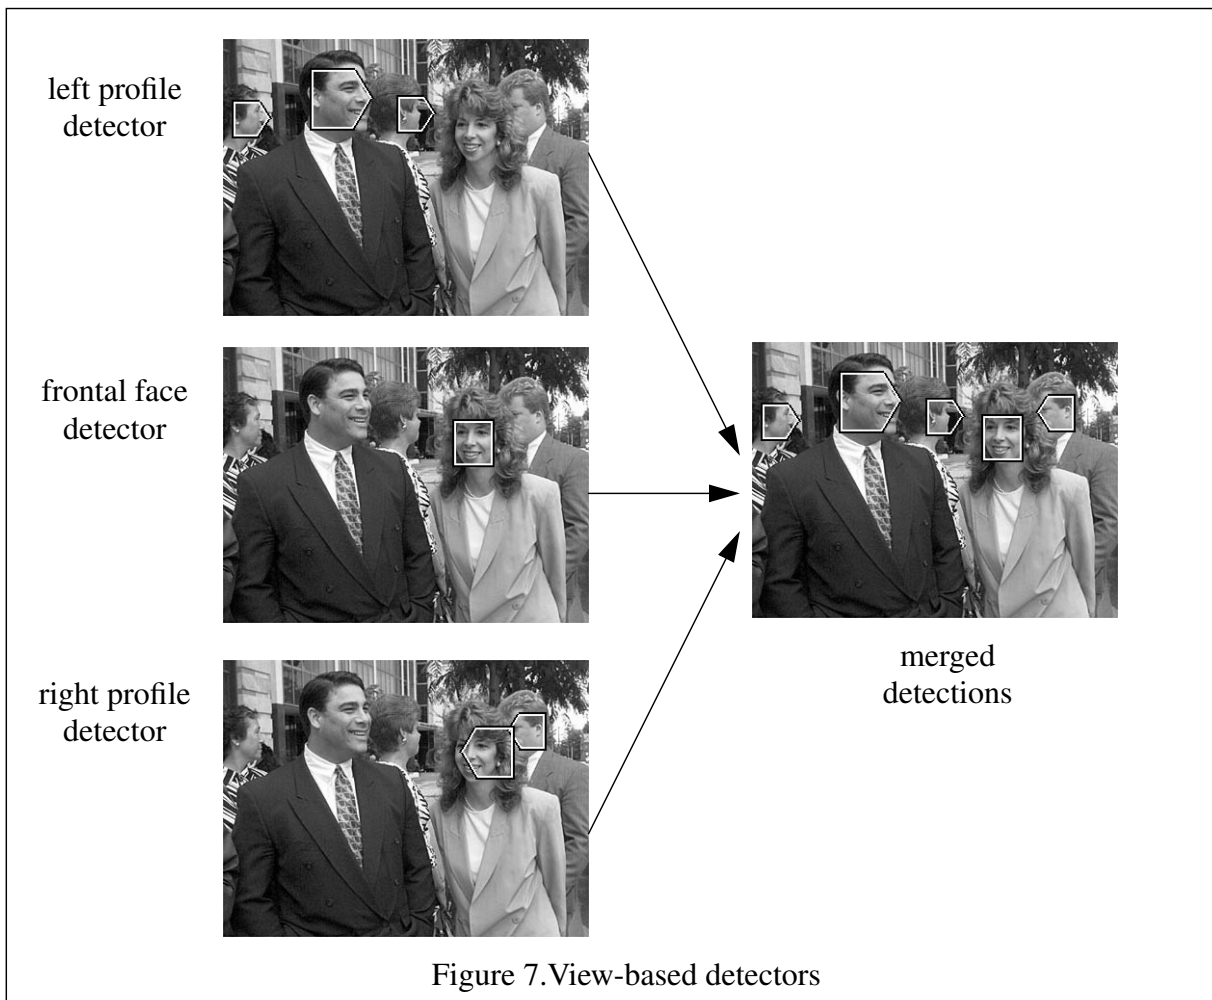 left profile
detector
frontal face
detector
right profile
detector
merged
detections
Figure 7.View-based detectors